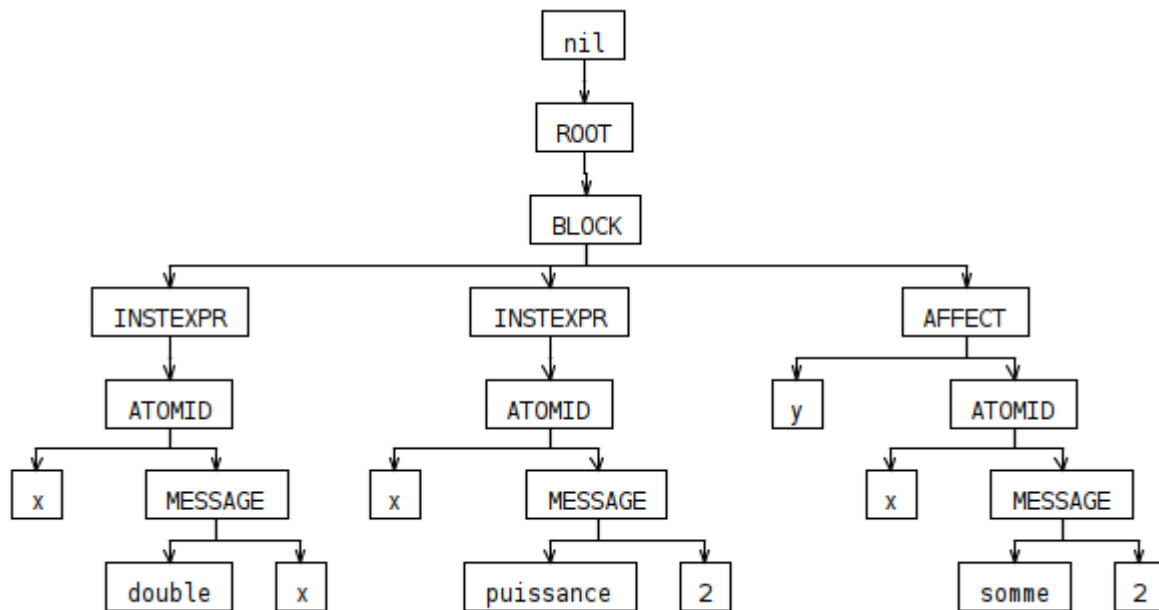 nil
ROOT
BLOCK
INSTEXPR INSTEXPR AFFECT
ATOMID ATOMID y ATOMID
x MESSAGE x MESSAGE x MESSAGE
double x puissance 2 somme 2